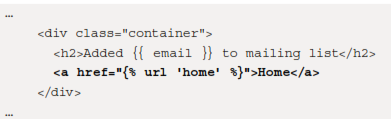 …
<div class="container">
<h2>Added {{ email }} to mailing list</h2>
<a href="{% url 'home' %}">Home</a>
</div>
…